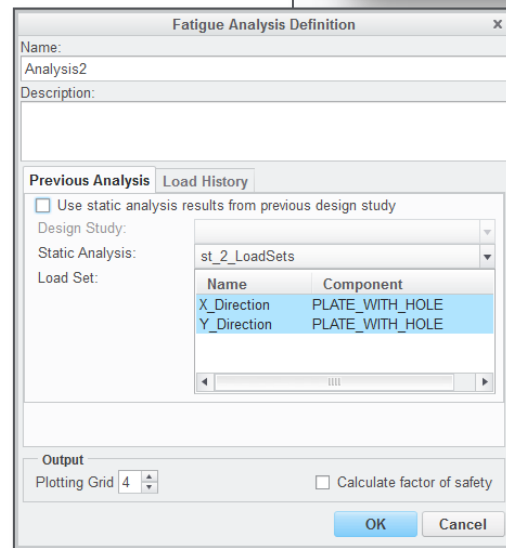 Fatigue Analysis Definition x
Name:
Analysis2
Description:
Previous Analysis Load History
Use static analysis results from previous design study
Design Study:
Static Analysis: st_2_LoadSets
Load Set:
Name Component
X_Direction PLATE_WITH_HOLE
Y_Direction PLATE_WITH_HOLE
Output
Plotting Grid 4 Calculate factor of safety
OK Cancel